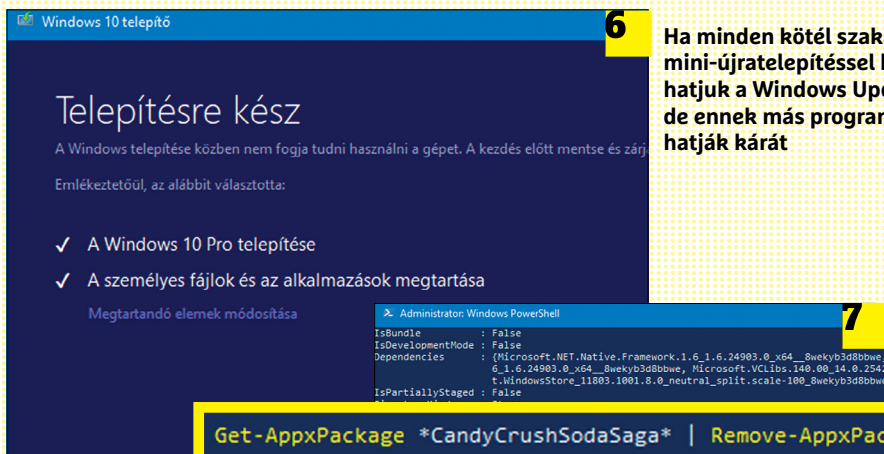 Windows 10 telepítő
6
Ha minden kötél szak
mini-újratelepítéssel
hatjuk a Windows Upd
de ennek más program
hatják kárát
Telepítésre kész
A Windows telepítése közben nem fogja tudni használni a gépet. A kezdés előtt mentse és zárj
Emlékeztetőül, az alábbit választotta:
✓ A Windows 10 Pro telepítése
✓ A személyes fájlok és az alkalmazások megtartása
Megtartandó elemek módosítása
Administrator: Windows PowerShell
7
IsBundle : False
IsDevelopmentMode : False
Dependencies : {Microsoft.NET.Native.Framework.1.6_1.6.24903.0_x64__8wekyb3d8bbwe,
6_1.6.24903.0_x64__8wekyb3d8bbwe, Microsoft.VCLibs.140.00_14.0.2542
t.WindowsStore_11803.1001.8.0_neutral_split.scale-100_8wekyb3d8bbwe
IsPartiallyStaged : False
Get-AppxPackage *CandyCrushSodaSaga* | Remove-AppxPac